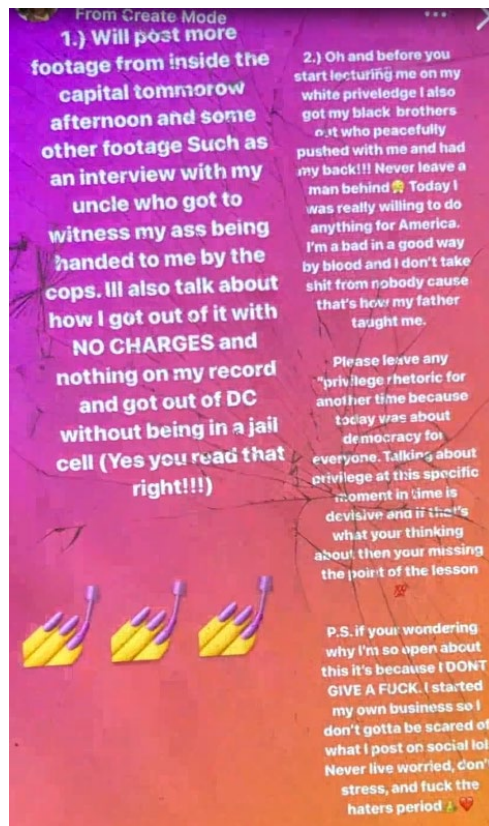 From Create Mode
1.) Will post more
footage from inside the
capital tommorow
afternoon and some
other footage Such as
an interview with my
uncle who got to
witness my ass being
handed to me by the
cops. Ill also talk about
how I got out of it with
NO CHARGES and
nothing on my record
and got out of DC
without being in a jail
cell (Yes you read that
right!!!)
2.) Oh and before you
start lecturing me on my
white priveledge I also
got my black brothers
out who peacefully
pushed with me and had
my back!!! Never leave a
man behind😤 Today I
was really willing to do
anything for America.
I'm a bad in a good way
by blood and I don't take
shit from nobody cause
that's how my father
taught me.
Please leave any
"privilege rhetoric for
another time because
today was about
democracy for
everyone. Talking about
privilege at this specific
moment in time is
devisive and if that's
what your thinking
about then your missing
the point of the lesson
💯
P.S. if your wondering
why I'm so open about
this it's because I DONT
GIVE A FUCK. I started
my own business so I
don't gotta be scared of
what I post on social lol
Never live worried, don't
stress, and fuck the
haters period